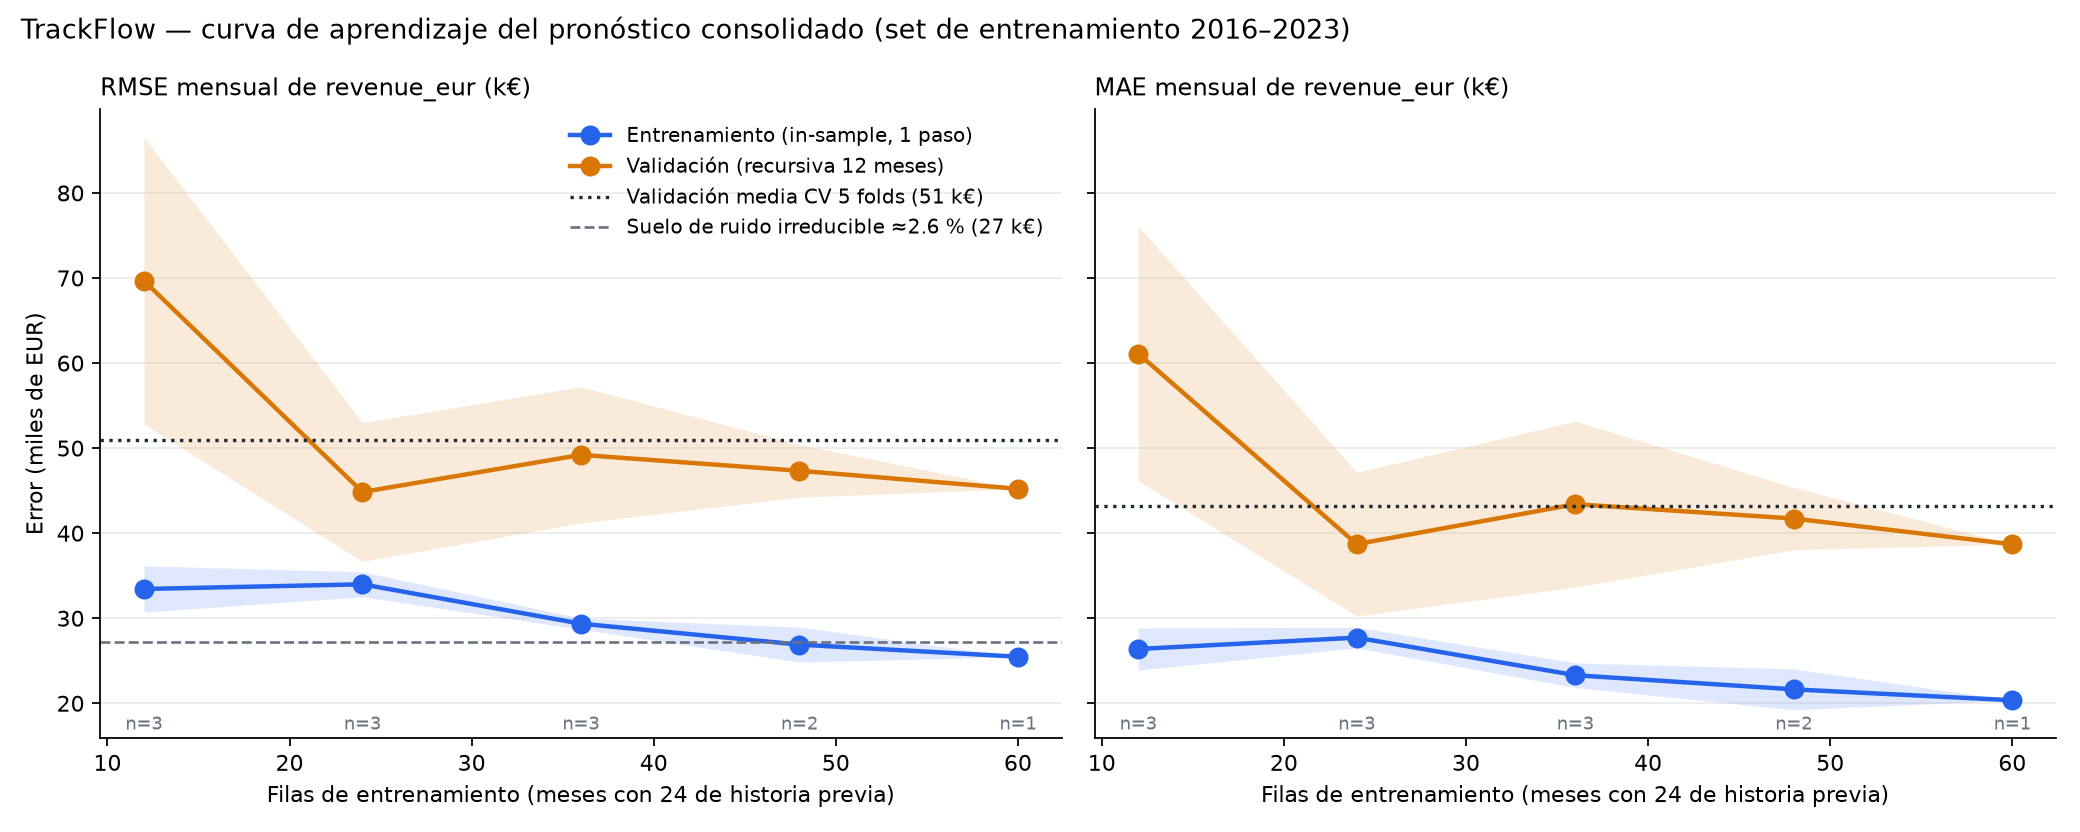 TrackFlow — curva de aprendizaje del pronóstico consolidado (set de entrenamiento 2016–2023)
RMSE mensual de revenue_eur (k€)
Entrenamiento (in-sample, 1 paso)
Validación (recursiva 12 meses)
Validación media CV 5 folds (51 k€)
Suelo de ruido irreducible ≈2.6 % (27 k€)
Error (miles de EUR)
80
70
60
50
40
30
20
n=3
n=3
n=3
n=2
n=1
10
20
30
40
50
60
Filas de entrenamiento (meses con 24 de historia previa)
MAE mensual de revenue_eur (k€)
n=3
n=3
n=3
n=2
n=1
10
20
30
40
50
60
Filas de entrenamiento (meses con 24 de historia previa)